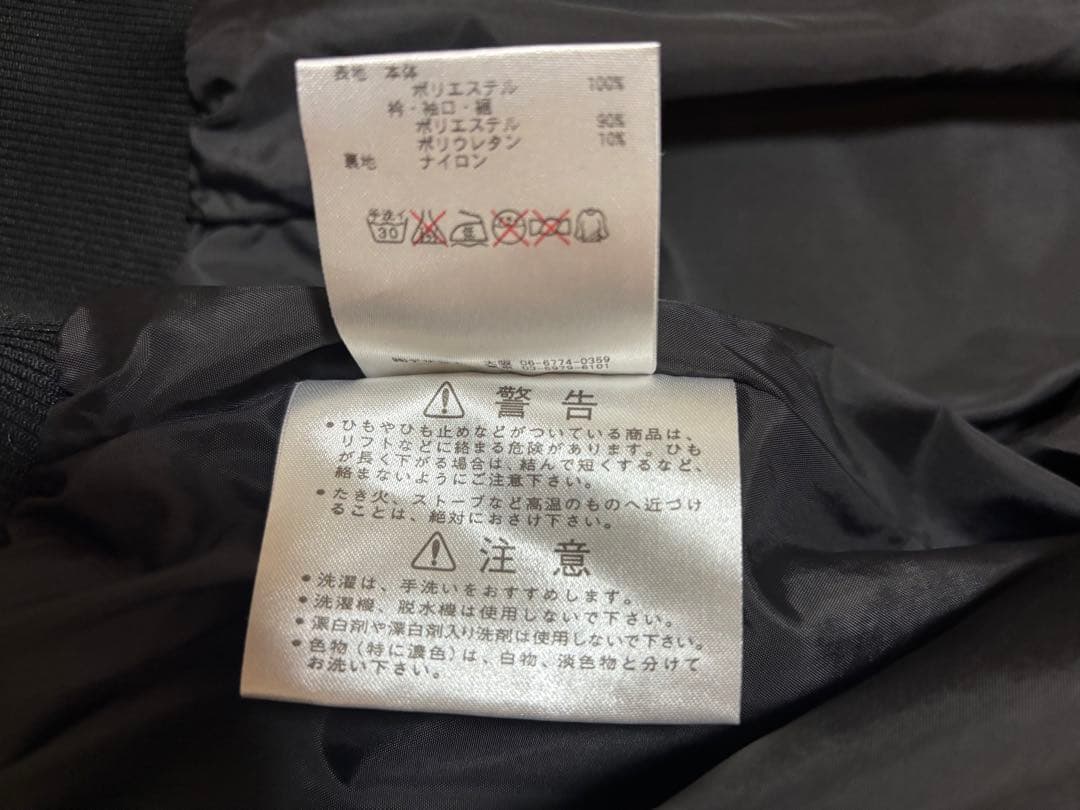 表地 本体
ポリエステル 100%
衿・袖口・裾
ポリエステル 90%
ポリウレタン 10%
裏地 ナイロン
手洗イ
30
大阪 06-6774-0359
03-5979-6101
警告
●ひもやひも止めなどがついている商品は、
リフトなどに絡まる危険があります。ひも
が長く下がる場合は、結んで短くするなど、
絡まないようにご注意下さい。
●たき火、ストーブなど高温のものへ近づけ
ることは、絶対におさけ下さい。
注意
●洗濯は、手洗いをおすすめします。
●洗濯機、脱水機は使用しないで下さい。
●漂白剤や漂白剤入り洗剤は使用しないで下さい。
●色物(特に濃色)は、白物、淡色物と分けて
お洗い下さい。